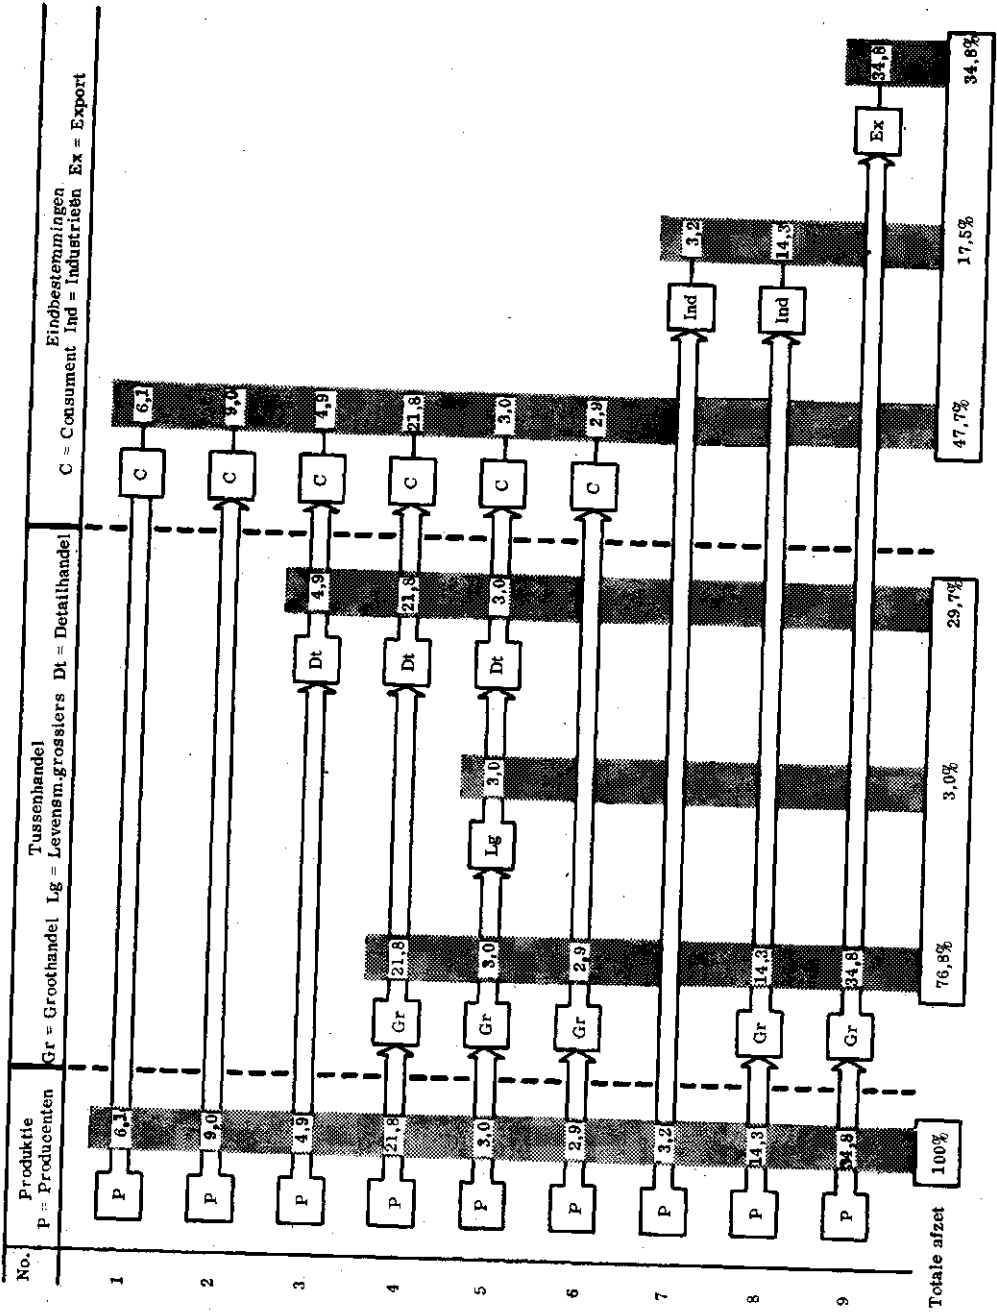 No.
Produktie
P = Producenten
Tussenhandel
Gr = Groothandel Lg = Levensm.grossiers Dt = Detailhandel
Eindbestemmingen
C = Consument Ind = Industrieën Ex = Export
1 P 6,1 C 6,1
2 P 9,0 C 9,0
3 P 4,9 Dt 4,9 C 4,9
4 P 21,8 Gr 21,8 Dt 21,8 C 21,8
5 P 3,0 Gr 3,0 Lg 3,0 Dt 3,0 C 3,0
6 P 2,9 Gr 2,9 C 2,9
7 P 3,2 Ind 3,2
8 P 14,3 Gr 14,3 Ind 14,3
9 P 34,8 Gr 34,8 Ex 34,8
Totale afzet 100% 76,8% 3,0% 29,7% 47,7% 17,5% 34,8%